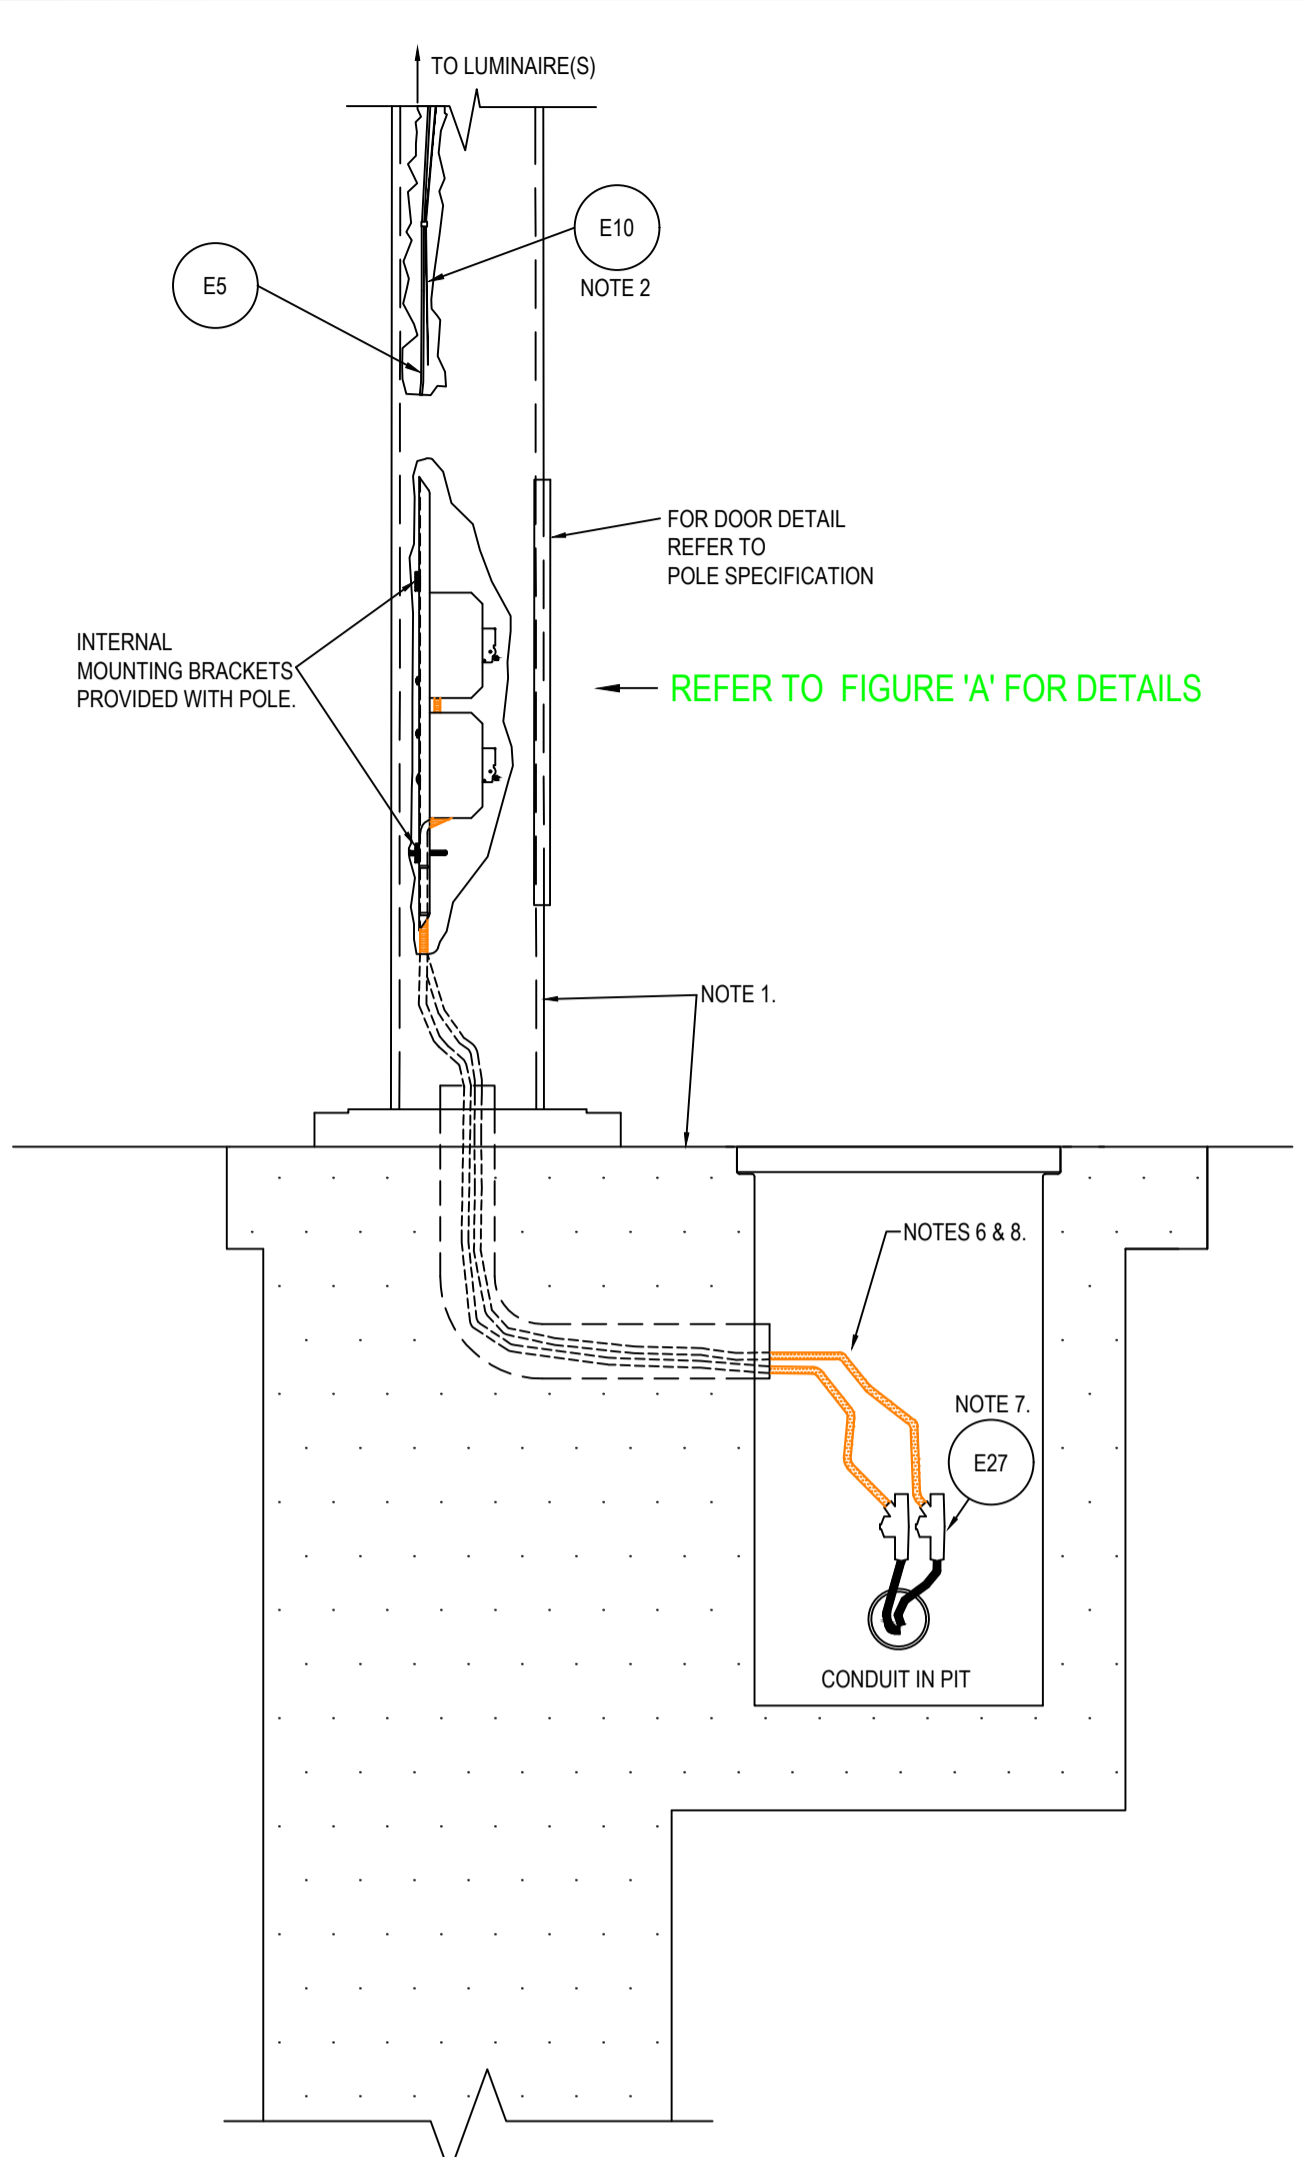 TO LUMINAIRE(S)
E10
NOTE 2
E5
FOR DOOR DETAIL
REFER TO
POLE SPECIFICATION
INTERNAL
MOUNTING BRACKETS
PROVIDED WITH POLE.
REFER TO FIGURE 'A' FOR DETAILS
NOTE 1.
NOTES 6 & 8.
NOTE 7.
E27
CONDUIT IN PIT